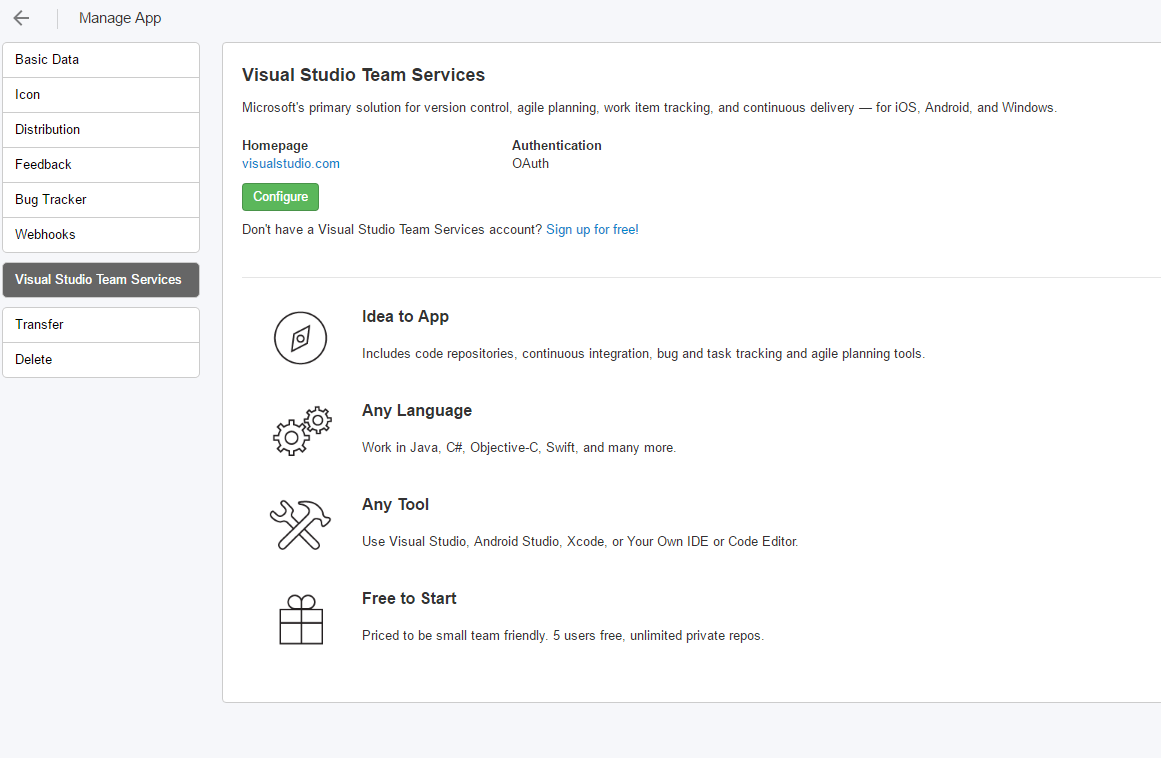 Manage App
Basic Data
Icon
Distribution
Feedback
Bug Tracker
Webhooks
Visual Studio Team Services
Transfer
Delete
Visual Studio Team Services
Microsoft's primary solution for version control, agile planning, work item tracking, and continuous delivery — for iOS, Android, and Windows.
Homepage
visualstudio.com
Authentication
OAuth
Configure
Don't have a Visual Studio Team Services account? Sign up for free!
Idea to App
Includes code repositories, continuous integration, bug and task tracking and agile planning tools.
Any Language
Work in Java, C#, Objective-C, Swift, and many more.
Any Tool
Use Visual Studio, Android Studio, Xcode, or Your Own IDE or Code Editor.
Free to Start
Priced to be small team friendly. 5 users free, unlimited private repos.